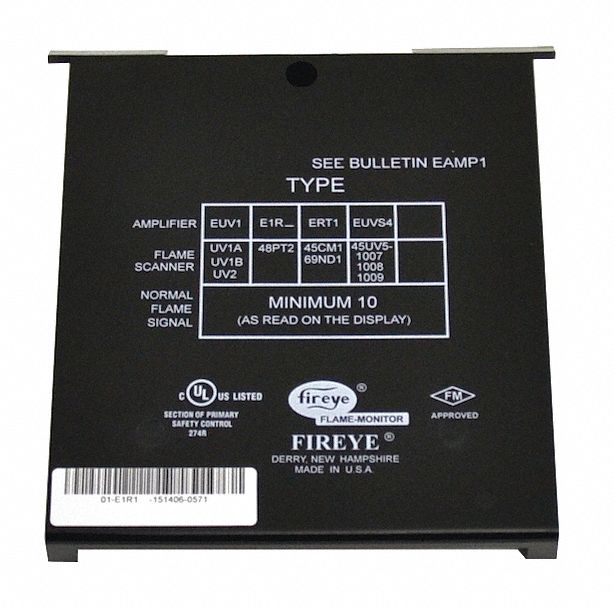 SEE BULLETIN EAMP1
TYPE
AMPLIFIER EUV1 E1R_ ERT1 EUVS4
FLAME SCANNER UV1A 48PT2 45CM1 45UV5-
UV1B 69ND1 1007
UV2 1008
1009
NORMAL
FLAME
SIGNAL
MINIMUM 10
(AS READ ON THE DISPLAY)
C UL US LISTED
SECTION OF PRIMARY
SAFETY CONTROL
274R
fireye ®
FLAME-MONITOR
FIREYE ®
DERRY, NEW HAMPSHIRE
MADE IN U.S.A.
FM
APPROVED
01-E1R1 -151406-0571